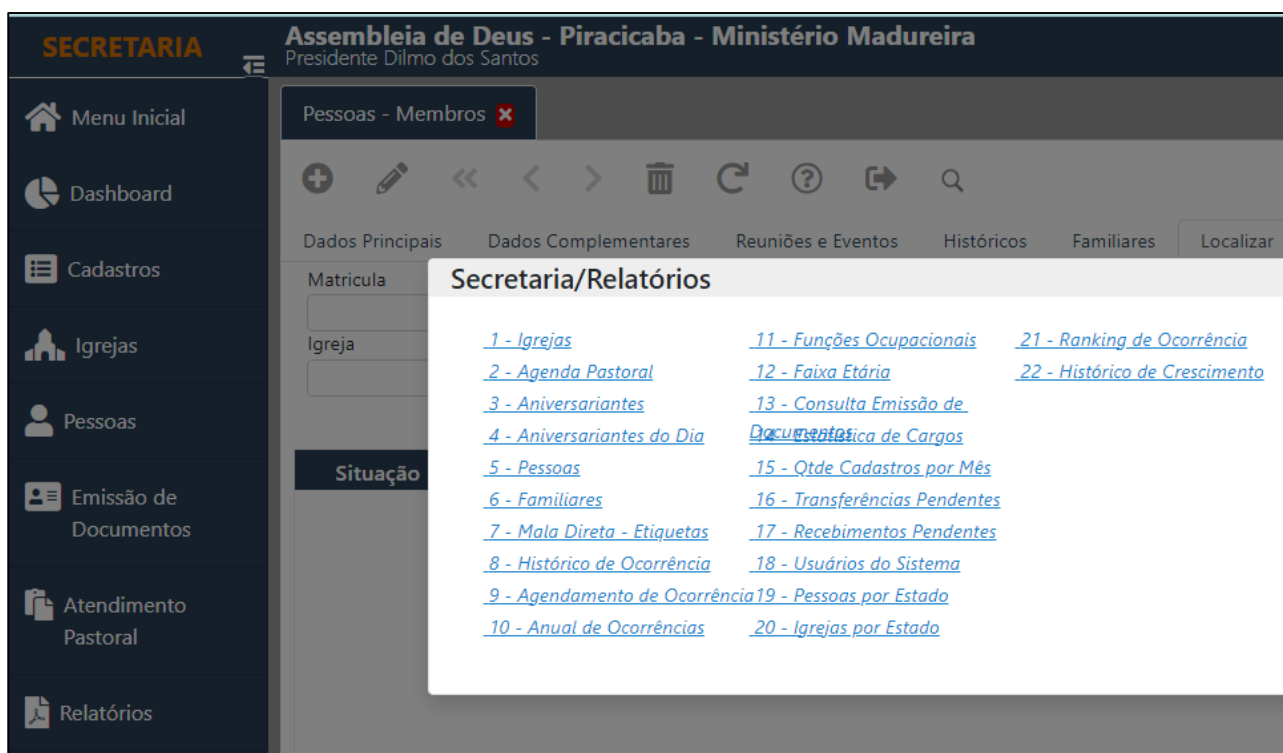 SECRETARIA
Assembleia de Deus - Piracicaba - Ministério Madureira
Presidente Dilmo dos Santos
Menu Inicial
Dashboard
Cadastros
Igrejas
Pessoas
Emissão de
Documentos
Atendimento
Pastoral
Relatórios
Pessoas - Membros
Dados Principais Dados Complementares Reuniões e Eventos Históricos Familiares Localizar
Matricula
Igreja
Situação
Secretaria/Relatórios
1 - Igrejas
2 - Agenda Pastoral
3 - Aniversariantes
4 - Aniversariantes do Dia
5 - Pessoas
6 - Familiares
7 - Mala Direta - Etiquetas
8 - Histórico de Ocorrência
9 - Agendamento de Ocorrência
10 - Anual de Ocorrências
11 - Funções Ocupacionais
12 - Faixa Etária
13 - Consulta Emissão de
Documentos
14 - Estatística de Cargos
15 - Qtde Cadastros por Mês
16 - Transferências Pendentes
17 - Recebimentos Pendentes
18 - Usuários do Sistema
19 - Pessoas por Estado
20 - Igrejas por Estado
21 - Ranking de Ocorrência
22 - Histórico de Crescimento